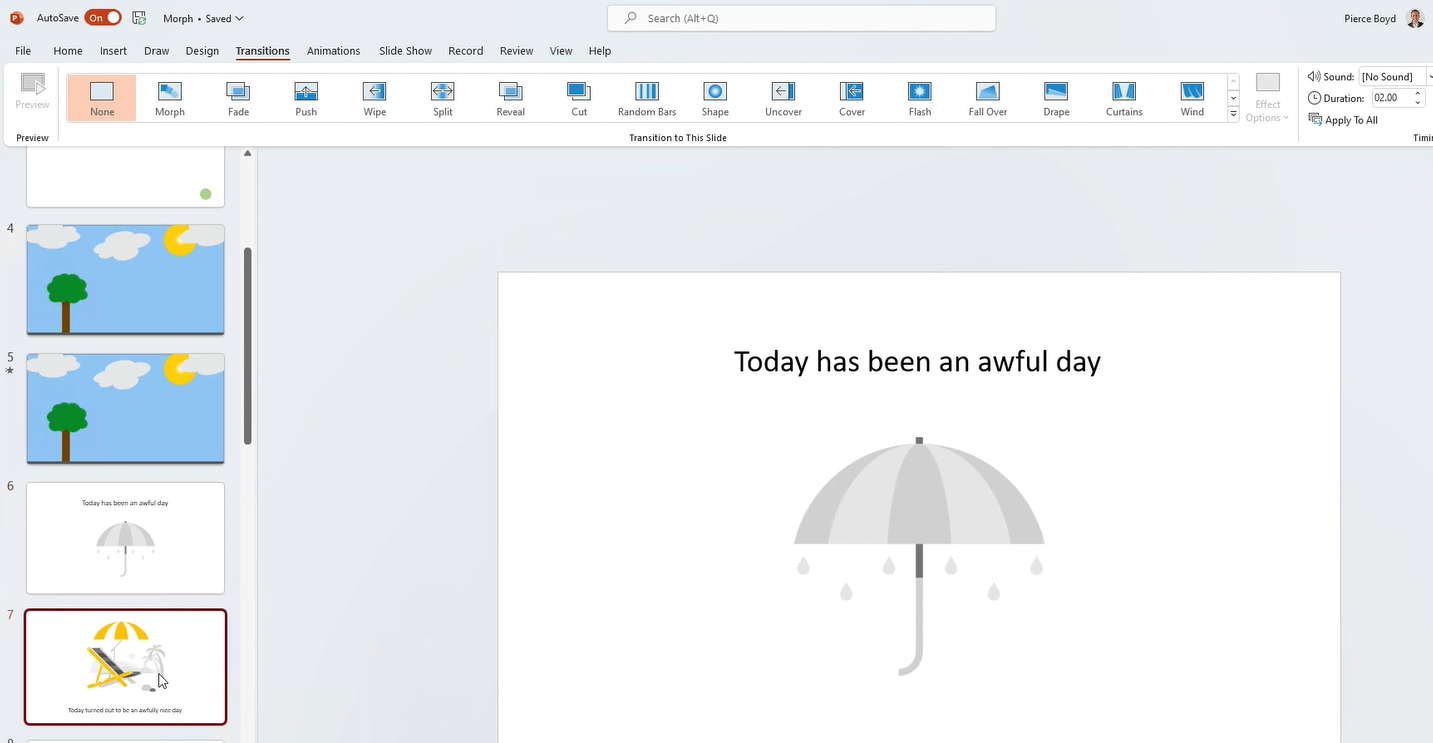 AutoSave On Morph • Saved
Search (Alt+Q)
Pierce Boyd
File Home Insert Draw Design Transitions Animations Slide Show Record Review View Help
Preview
None Morph Fade Push Wipe Split Reveal Cut Random Bars Shape Uncover Cover Flash Fall Over Drape Curtains Wind
Effect
Options
Sound: [No Sound]
Duration: 02.00
Apply To All
Preview
Transition to This Slide
4
5
6
Today has been an awful day
7
Today turned out to be an awfully nice day
Today has been an awful day